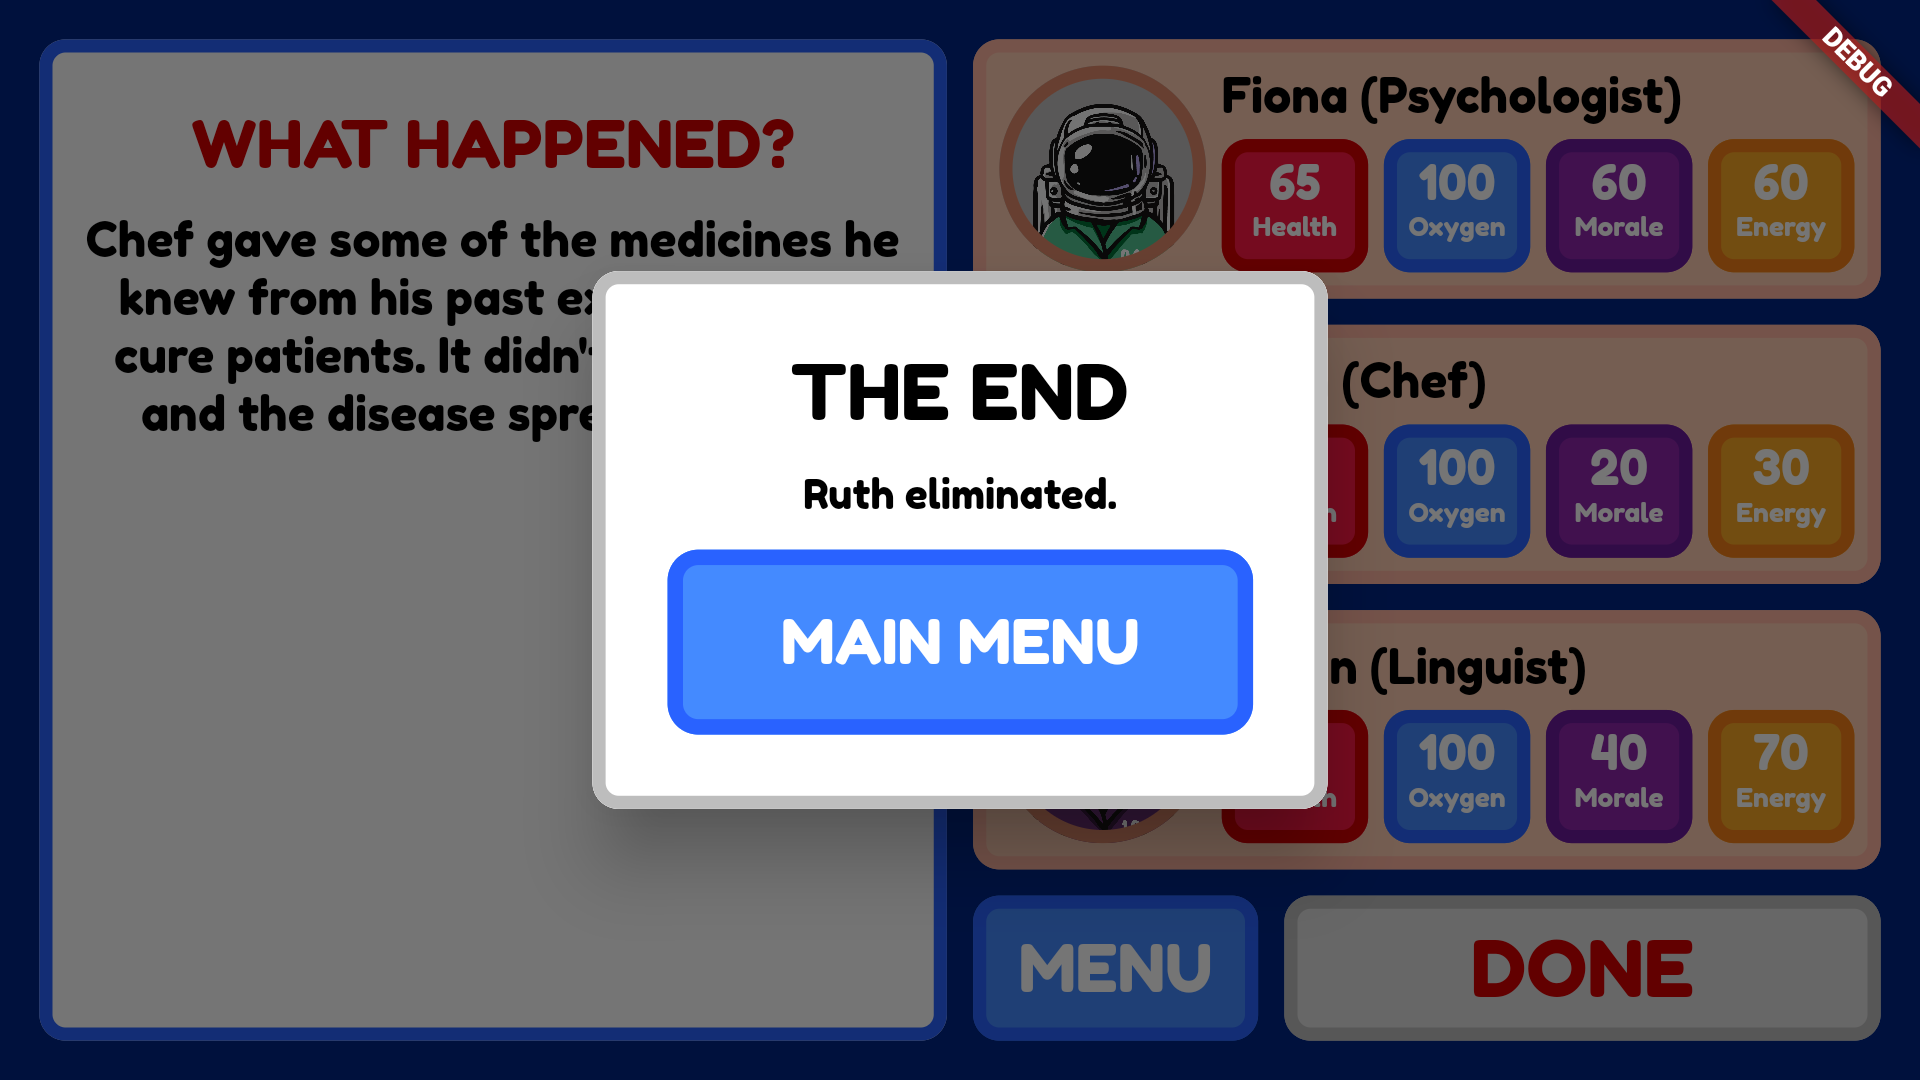 WHAT HAPPENED?
Chef gave some of the medicines he
knew from his past
cure patients. It didn't
and the disease
Fiona (Psychologist)
65
Health
100
Oxygen
60
Morale
60
Energy
(Chef)
100
Oxygen
20
Morale
30
Energy
(Linguist)
100
Oxygen
40
Morale
70
Energy
THE END
Ruth eliminated.
MAIN MENU
MENU
DONE
DEBUG